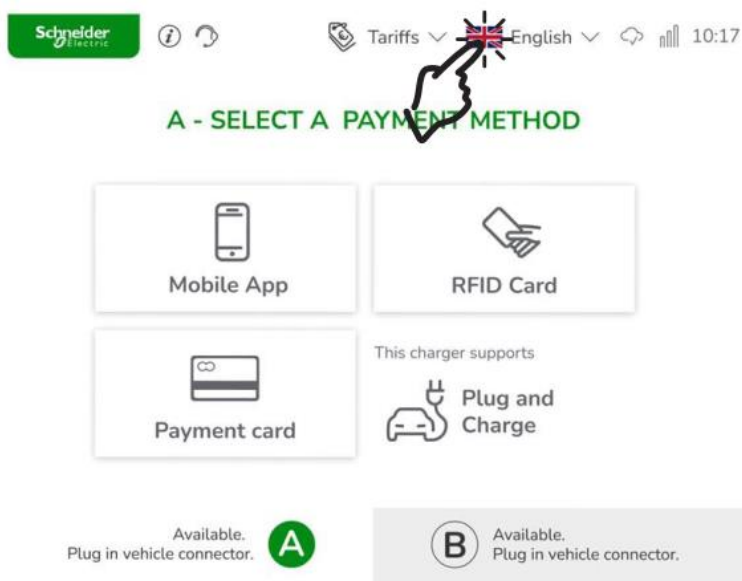 Schneider
Electric
Tariffs
English
10:17
A - SELECT A PAYMENT METHOD
Mobile App
RFID Card
Payment card
This charger supports
Plug and
Charge
Available.
Plug in vehicle connector.
A
B
Available.
Plug in vehicle connector.